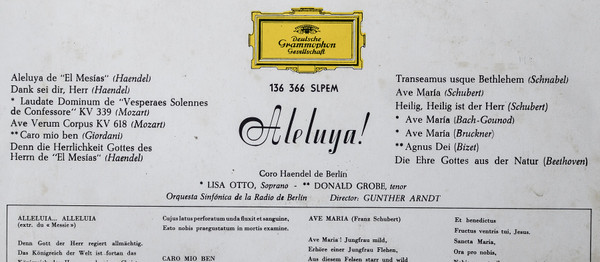 Deutsche
Grammophon
Gesellschaft
136 366 SLPEM
Aleluya!
Aleluya de "El Mesías" (Haendel)
Dank sei dir, Herr (Haendel)
* Laudate Dominum de "Vesperaes Solennes
de Confessore" KV 339 (Mozart)
Ave Verum Corpus KV 618 (Mozart)
**Caro mio ben (Giordani)
Denn die Herrlichkeit Gottes des
Herrn de "El Mesías" (Haendel)
Transeamus usque Bethlehem (Schnabel)
Ave María (Schubert)
Heilig, Heilig ist der Herr (Schubert)
* Ave María (Bach-Gounod)
* Ave Maria (Bruckner)
**Agnus Dei (Bizet)
Die Ehre Gottes aus der Natur (Beethoven)
Coro Haendel de Berlín
* LISA OTTO, Soprano - ** DONALD GROBE, tenor
Orquesta Sinfónica de la Radio de Berlín Director: GUNTHER ARNDT
ALLELUIA... ALLELUIA
(extr. du « Messie »)
Denn Gott der Herr regiert allmächtig.
Das Königreich der Welt ist fortan das
Cujus latus perforatum unda fluxit et sanguine,
Esto nobis praegustatum in mortis examine.
CARO MIO BEN
AVE MARIA (Franz Schubert)
Ave Maria! Jungfrau mild,
Erhöre einer Jungfrau Flehen,
Aus diesem Felsen starr und wild
Et benedictus
Fructus ventris tui, Jesus.
Sancta Maria,
Ora pro nobis,